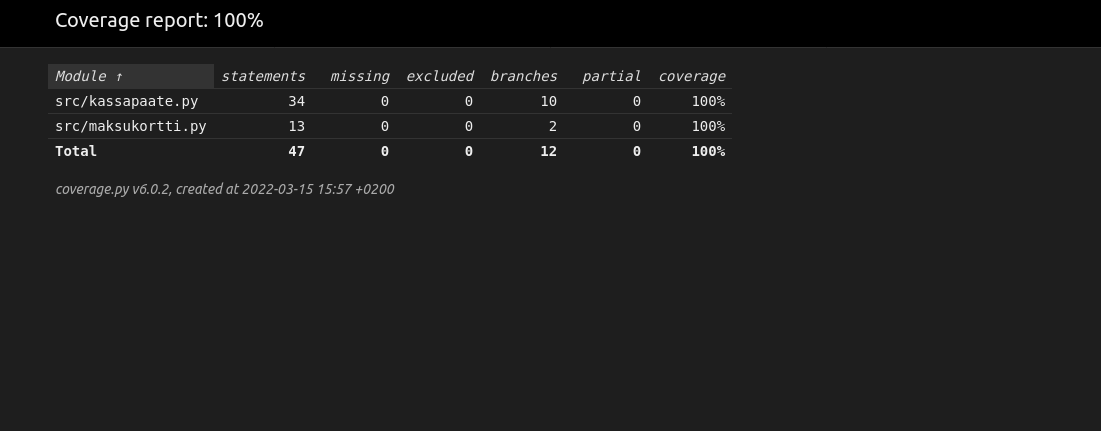 Coverage report: 100%
Module ↑ statements missing excluded branches partial coverage
src/kassapaate.py 34 0 0 10 0 100%
src/maksukortti.py 13 0 0 2 0 100%
Total 47 0 0 12 0 100%
coverage.py v6.0.2, created at 2022-03-15 15:57 +0200